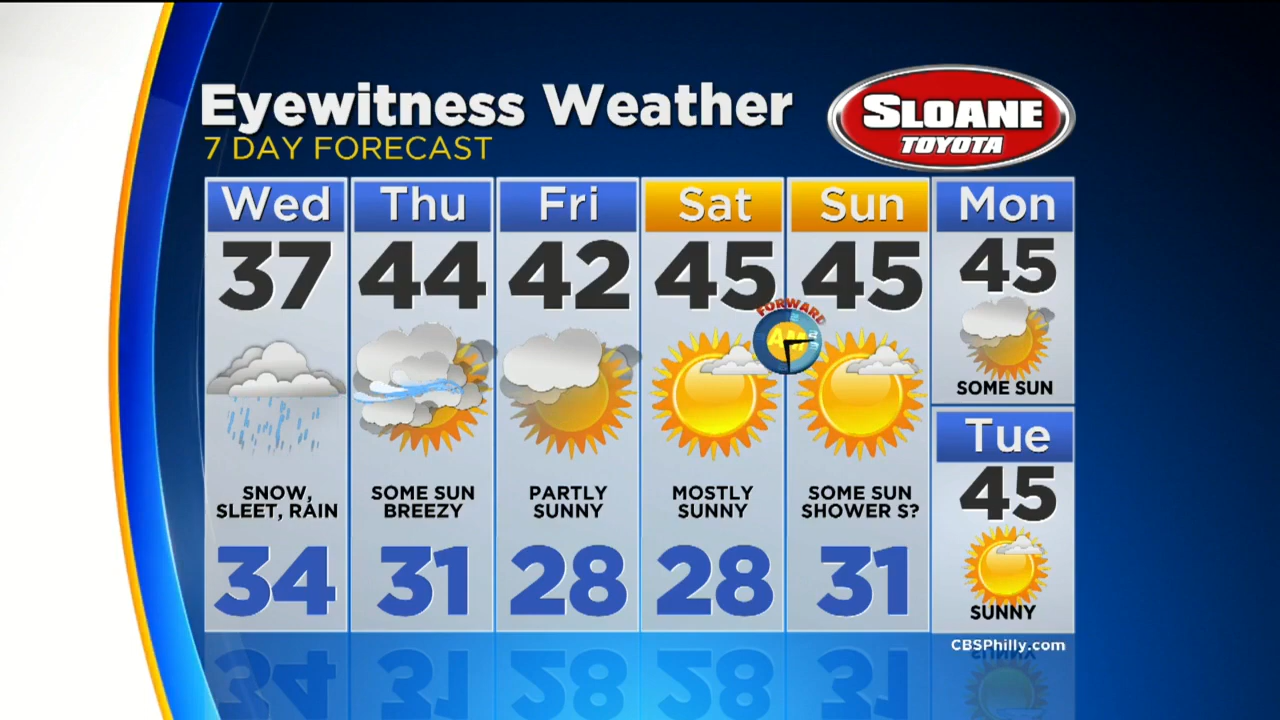 Eyewitness Weather
7 DAY FORECAST
SLOANE
TOYOTA
Wed
37
SNOW,
SLEET, RAIN
34
Thu
44
SOME SUN
BREEZY
31
Fri
42
PARTLY
SUNNY
28
Sat
45
MOSTLY
SUNNY
28
FORWARD
AM
Sun
45
SOME SUN
SHOWER S?
31
Mon
45
SOME SUN
Tue
45
SUNNY
CBSPhilly.com